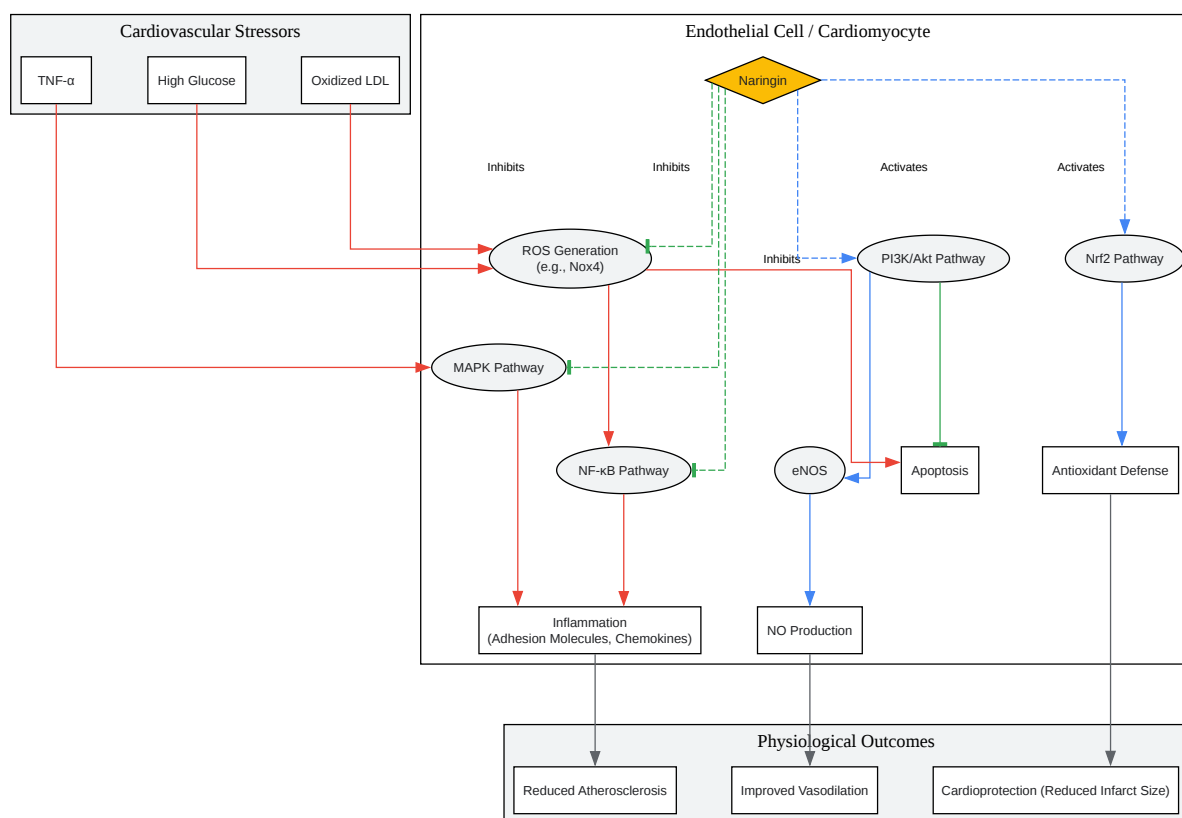 Cardiovascular Stressors
TNF-α
High Glucose
Oxidized LDL
Endothelial Cell / Cardiomyocyte
Naringin
Inhibits
Inhibits
Activates
Activates
ROS Generation
(e.g., Nox4)
Inhibits
PI3K/Akt Pathway
Nrf2 Pathway
MAPK Pathway
NF-κB Pathway
eNOS
Apoptosis
Antioxidant Defense
Inflammation
(Adhesion Molecules, Chemokines)
NO Production
Physiological Outcomes
Reduced Atherosclerosis
Improved Vasodilation
Cardioprotection (Reduced Infarct Size)